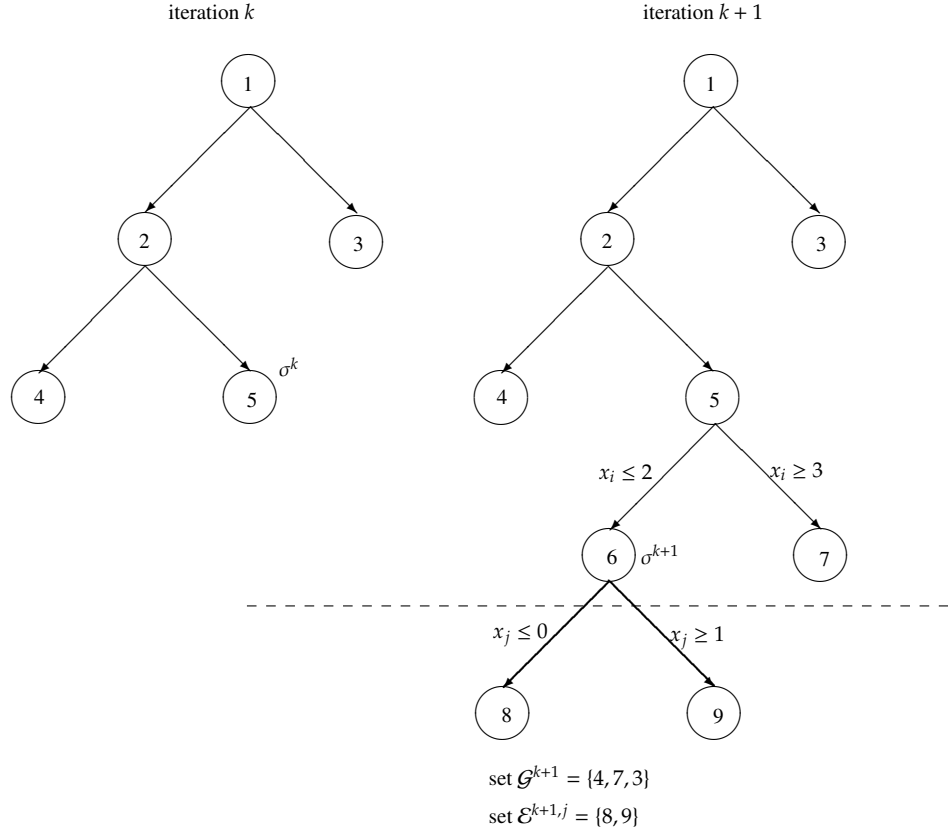 iteration k
iteration k + 1
1
1
2
3
2
3
σ^k
4
5
4
5
x_i ≤ 2
x_i ≥ 3
6
σ^{k+1}
7
x_j ≤ 0
x_j ≥ 1
8
9
set 𝒢^{k+1} = {4, 7, 3}
set ℰ^{k+1,j} = {8, 9}